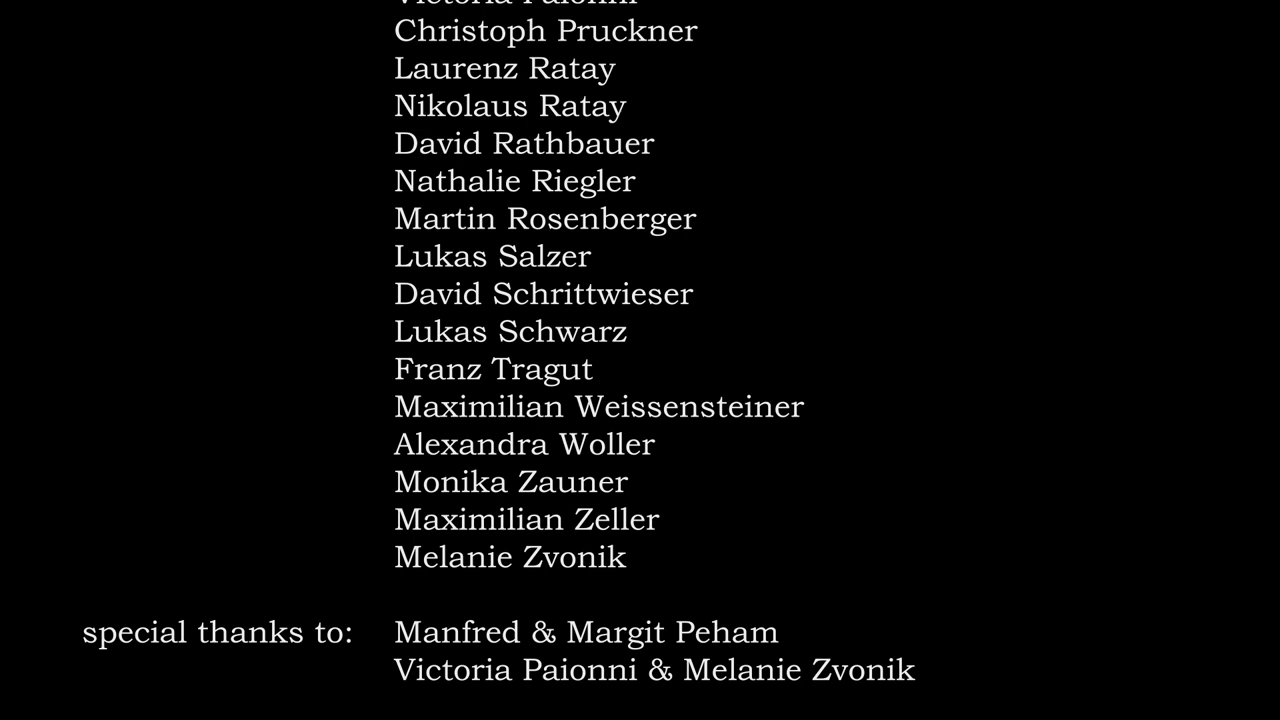 Victoria Paionni
Christoph Pruckner
Laurenz Ratay
Nikolaus Ratay
David Rathbauer
Nathalie Riegler
Martin Rosenberger
Lukas Salzer
David Schrittwieser
Lukas Schwarz
Franz Tragut
Maximilian Weissensteiner
Alexandra Woller
Monika Zauner
Maximilian Zeller
Melanie Zvonik
special thanks to: Manfred & Margit Peham
Victoria Paionni & Melanie Zvonik